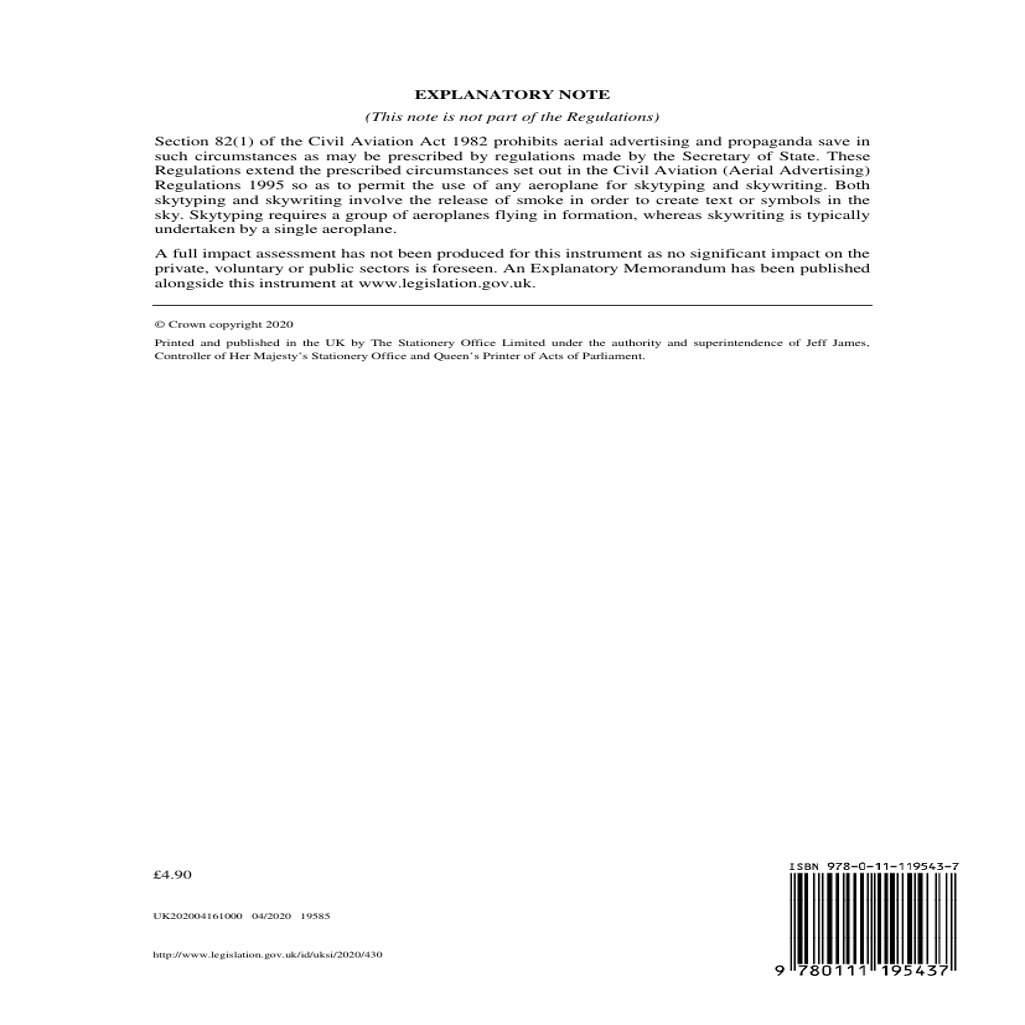 EXPLANATORY NOTE
(This note is not part of the Regulations)
Section 82(1) of the Civil Aviation Act 1982 prohibits aerial advertising and propaganda save in
such circumstances as may be prescribed by regulations made by the Secretary of State. These
Regulations extend the prescribed circumstances set out in the Civil Aviation (Aerial Advertising)
Regulations 1995 so as to permit the use of any aeroplane for skytyping and skywriting. Both
skytyping and skywriting involve the release of smoke in order to create text or symbols in the
sky. Skytyping requires a group of aeroplanes flying in formation, whereas skywriting is typically
undertaken by a single aeroplane.
A full impact assessment has not been produced for this instrument as no significant impact on the
private, voluntary or public sectors is foreseen. An Explanatory Memorandum has been published
alongside this instrument at www.legislation.gov.uk.
© Crown copyright 2020
Printed and published in the UK by The Stationery Office Limited under the authority and superintendence of Jeff James,
Controller of Her Majesty's Stationery Office and Queen's Printer of Acts of Parliament.
£4.90
UK202004161000 04/2020 19585
http://www.legislation.gov.uk/id/uksi/2020/430
ISBN 978-0-11-119543-7
9 780111 195437